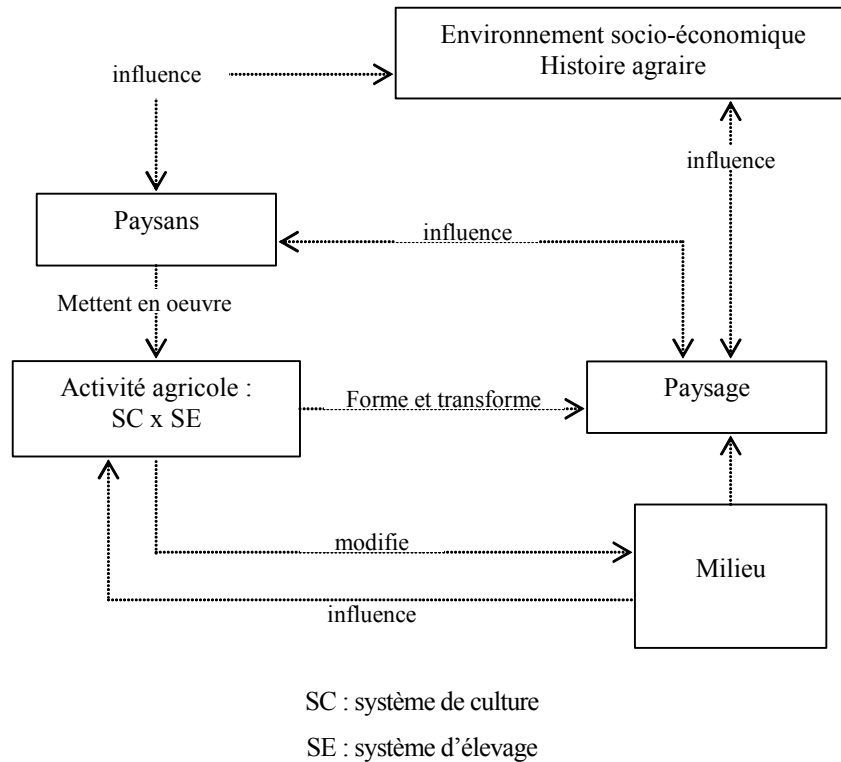 Environnement socio-économique
Histoire agraire
influence
influence
Paysans
influence
Mettent en oeuvre
Activité agricole :
SC x SE
Forme et transforme
Paysage
modifie
Milieu
influence
SC : système de culture
SE : système d’élevage